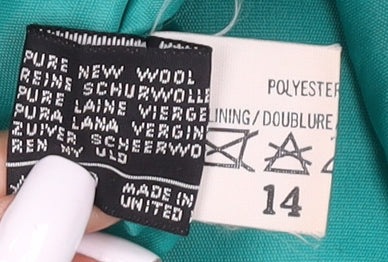 PURE NEW WOOL
REINE SCHURWOLLE
PURE LAINE VIERGE
PURA LANA VERGIN
ZUIVER SCHEERWO
REN NY ULD
MADE IN
UNITED
POLYESTER
LINING/DOUBLURE
14